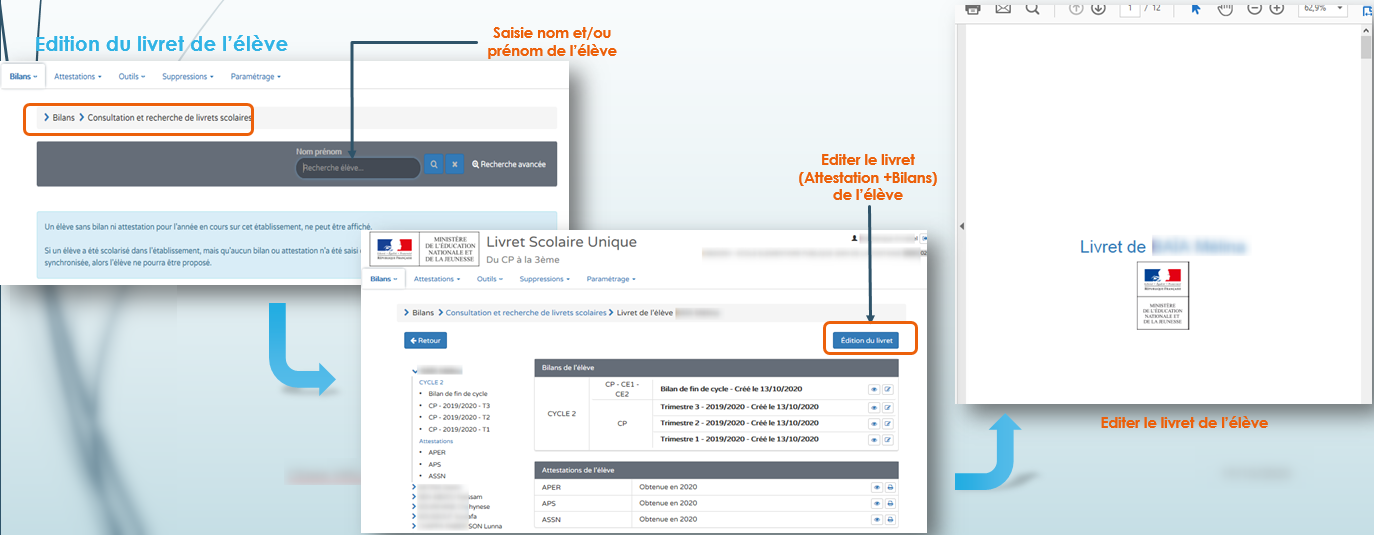 Edition du livret de l'élève
Saisie nom et/ou
prénom de l'élève
Bilans
Attestations
Outils
Suppressions
Paramétrage
Bilans
Consultation et recherche de livrets scolaires
Nom prénom
Recherche élève...
Recherche avancée
Un élève sans bilan ni attestation pour l'année en cours sur cet établissement, ne peut être affiché.
Si un élève a été scolarisé dans l'établissement, mais qu'aucun bilan ou attestation n'a été saisi
synchronisée, alors l'élève ne pourra être proposé.
Editer le livret
(Attestation +Bilans)
de l'élève
MINISTÈRE
DE L'ÉDUCATION
NATIONALE ET
DE LA JEUNESSE
Livret Scolaire Unique
Du CP à la 3ème
Bilans
Attestations
Outils
Suppressions
Paramétrage
Bilans
Consultation et recherche de livrets scolaires
Livret de l'élève
Retour
Édition du livret
CYCLE 2
• Bilan de fin de cycle
• CP - 2019/2020 - T3
• CP - 2019/2020 - T2
• CP - 2019/2020 - T1
Attestations
• APER
• APS
• ASSN
SON Lunna
Bilans de l'élève
CYCLE 2
CP - CE1 -
CE2
Bilan de fin de cycle - Créé le 13/10/2020
CP
Trimestre 3 - 2019/2020 - Créé le 13/10/2020
Trimestre 2 - 2019/2020 - Créé le 13/10/2020
Trimestre 1 - 2019/2020 - Créé le 13/10/2020
Attestations de l'élève
APER Obtenue en 2020
APS Obtenue en 2020
ASSN Obtenue en 2020
1 / 12
62,9%
Livret de
RÉPUBLIQUE FRANÇAISE
MINISTÈRE
DE L'ÉDUCATION
NATIONALE ET
DE LA JEUNESSE
Editer le livret de l'élève